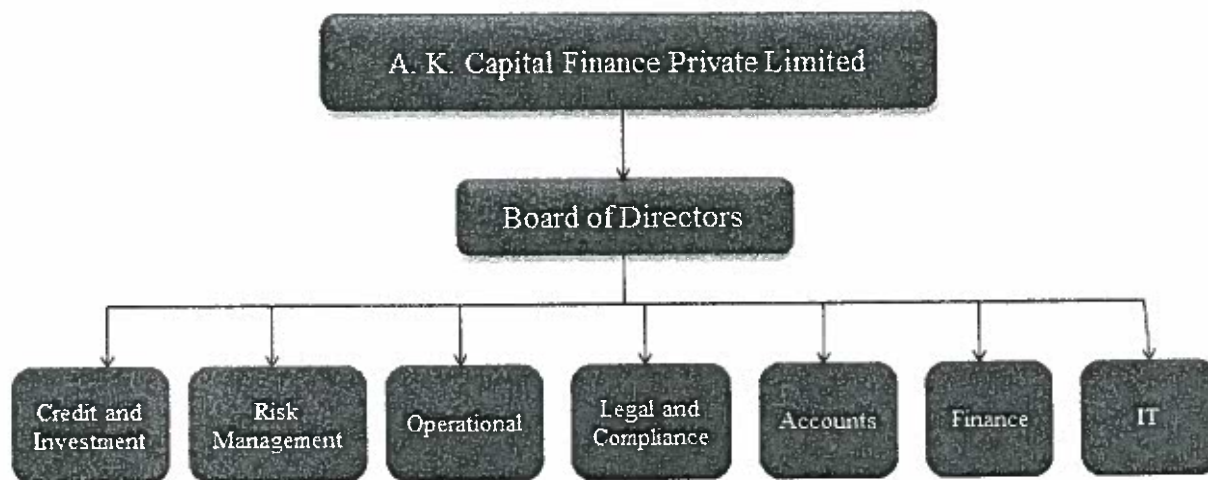 A. K. Capital Finance Private Limited
Board of Directors
Credit and
Investment
Risk
Management
Operational
Legal and
Compliance
Accounts
Finance
IT